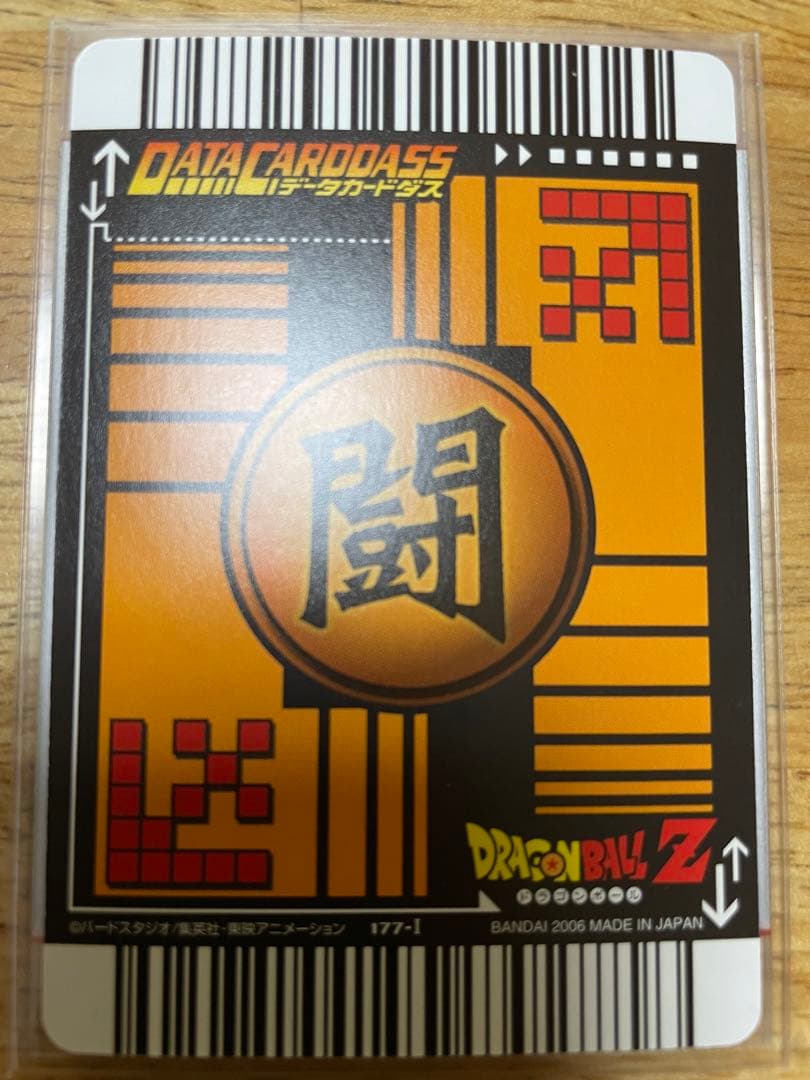 DATA CARDDASS
データカードダス
闘
DRAGON BALL Z
ドラゴンボール
©バードスタジオ/集英社・東映アニメーション 177-I BANDAI 2006 MADE IN JAPAN